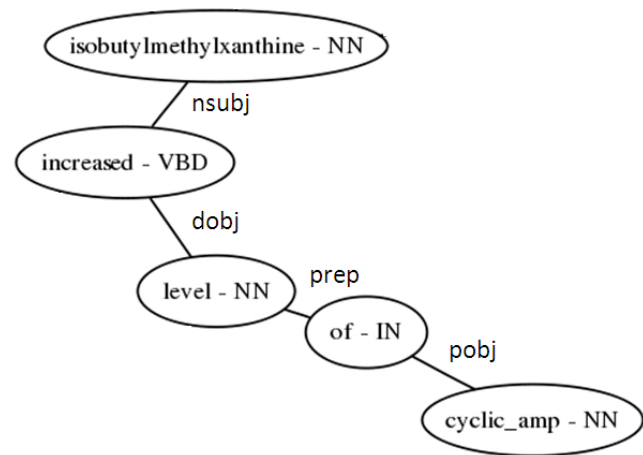 isobutylmethylxanthine - NN
nsubj
increased - VBD
dobj
level - NN
prep
of - IN
pobj
cyclic_amp - NN